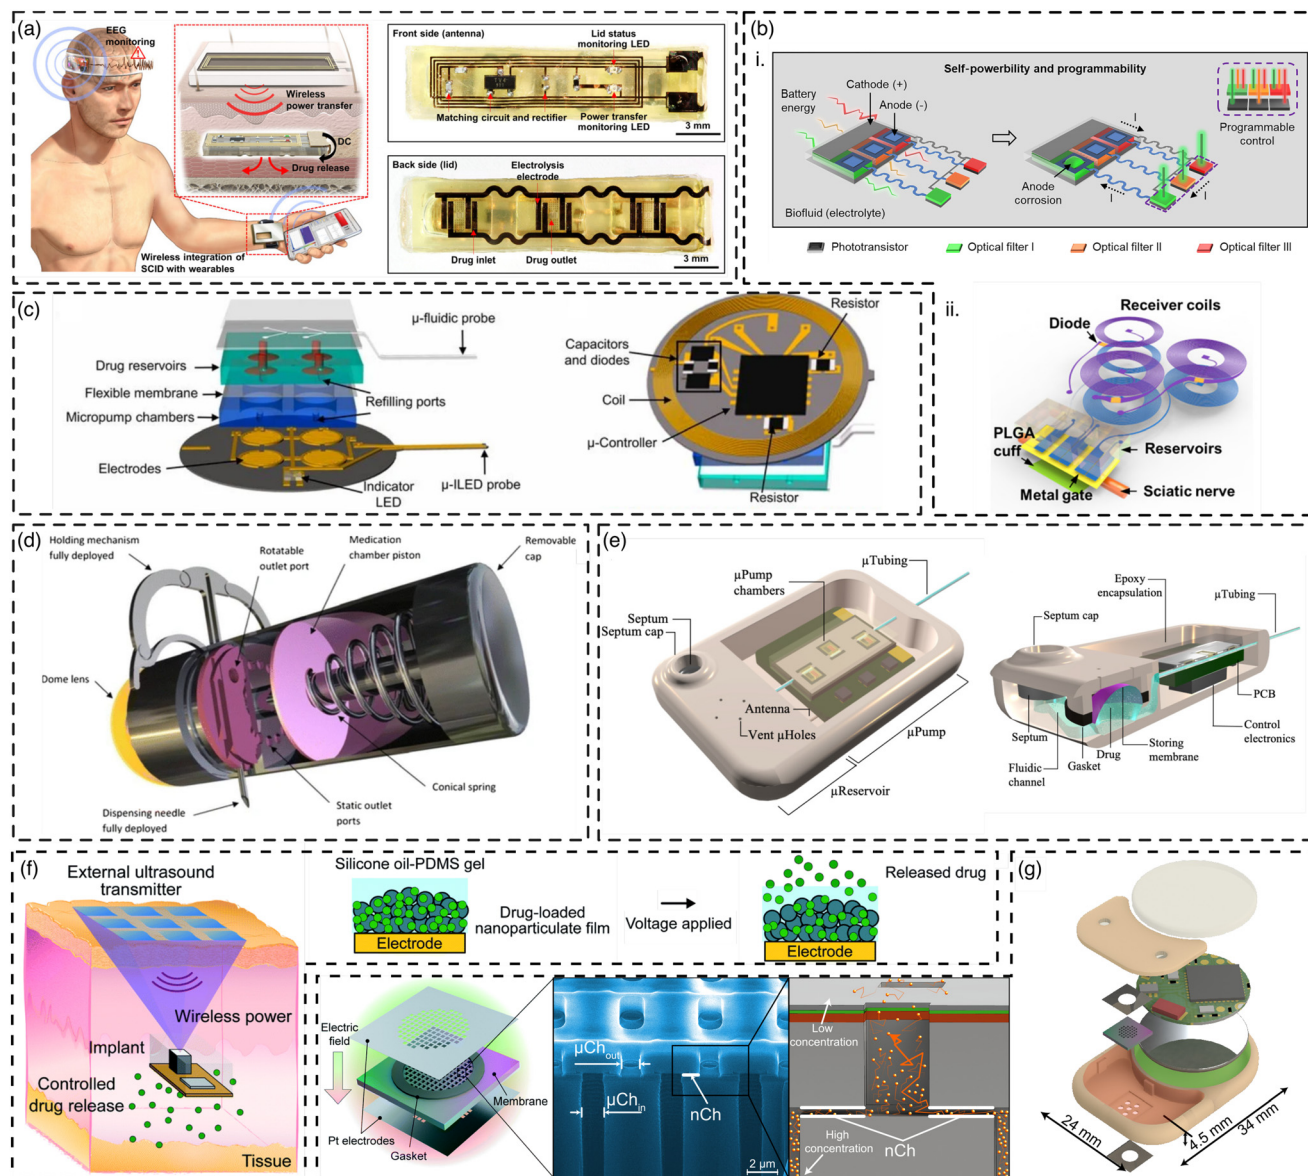 (a)
EEG
monitoring
Wireless
power transfer
DC
Drug release
Wireless integration of
SCID with wearables
Front side (antenna)
Lid status
monitoring LED
Matching circuit and rectifier
Power transfer
monitoring LED
3 mm
Back side (lid)
Electrolysis
electrode
Drug inlet
Drug outlet
3 mm
(b)
i.
Self-powerbility and programmability
Battery
energy
Cathode (+)
Anode (-)
Anode
corrosion
Biofluid (electrolyte)
I
I
I
Programmable
control
Phototransistor
Optical filter I
Optical filter II
Optical filter III
ii.
Receiver coils
Diode
PLGA
cuff
Reservoirs
Metal gate
Sciatic nerve
(c)
μ-fluidic probe
Drug reservoirs
Flexible membrane
Refilling ports
Micropump chambers
Electrodes
Indicator
LED
μ-ILED probe
Resistor
Capacitors
and diodes
Coil
μ-Controller
Resistor
(d)
Holding mechanism
fully deployed
Rotatable
outlet port
Medication
chamber piston
Removable
cap
Dome lens
Conical spring
Static outlet
ports
Dispensing needle
fully deployed
(e)
μTubing
μPump
chambers
Septum
Septum cap
Antenna
Vent μHoles
μPump
μReservoir
Epoxy
encapsulation
μTubing
Septum cap
PCB
Control
electronics
Septum
Storing
membrane
Drug
Gasket
Fluidic
channel
(f)
External ultrasound
transmitter
Wireless power
Implant
Controlled
drug release
Tissue
Silicone oil-PDMS gel
Drug-loaded
nanoparticulate film
Electrode
Voltage applied
Released drug
Electrode
Electric
field
Membrane
Pt electrodes
Gasket
μChout
nCh
μChin
2 μm
Low
concentration
High
concentration
nCh
(g)
24 mm
4.5 mm
34 mm